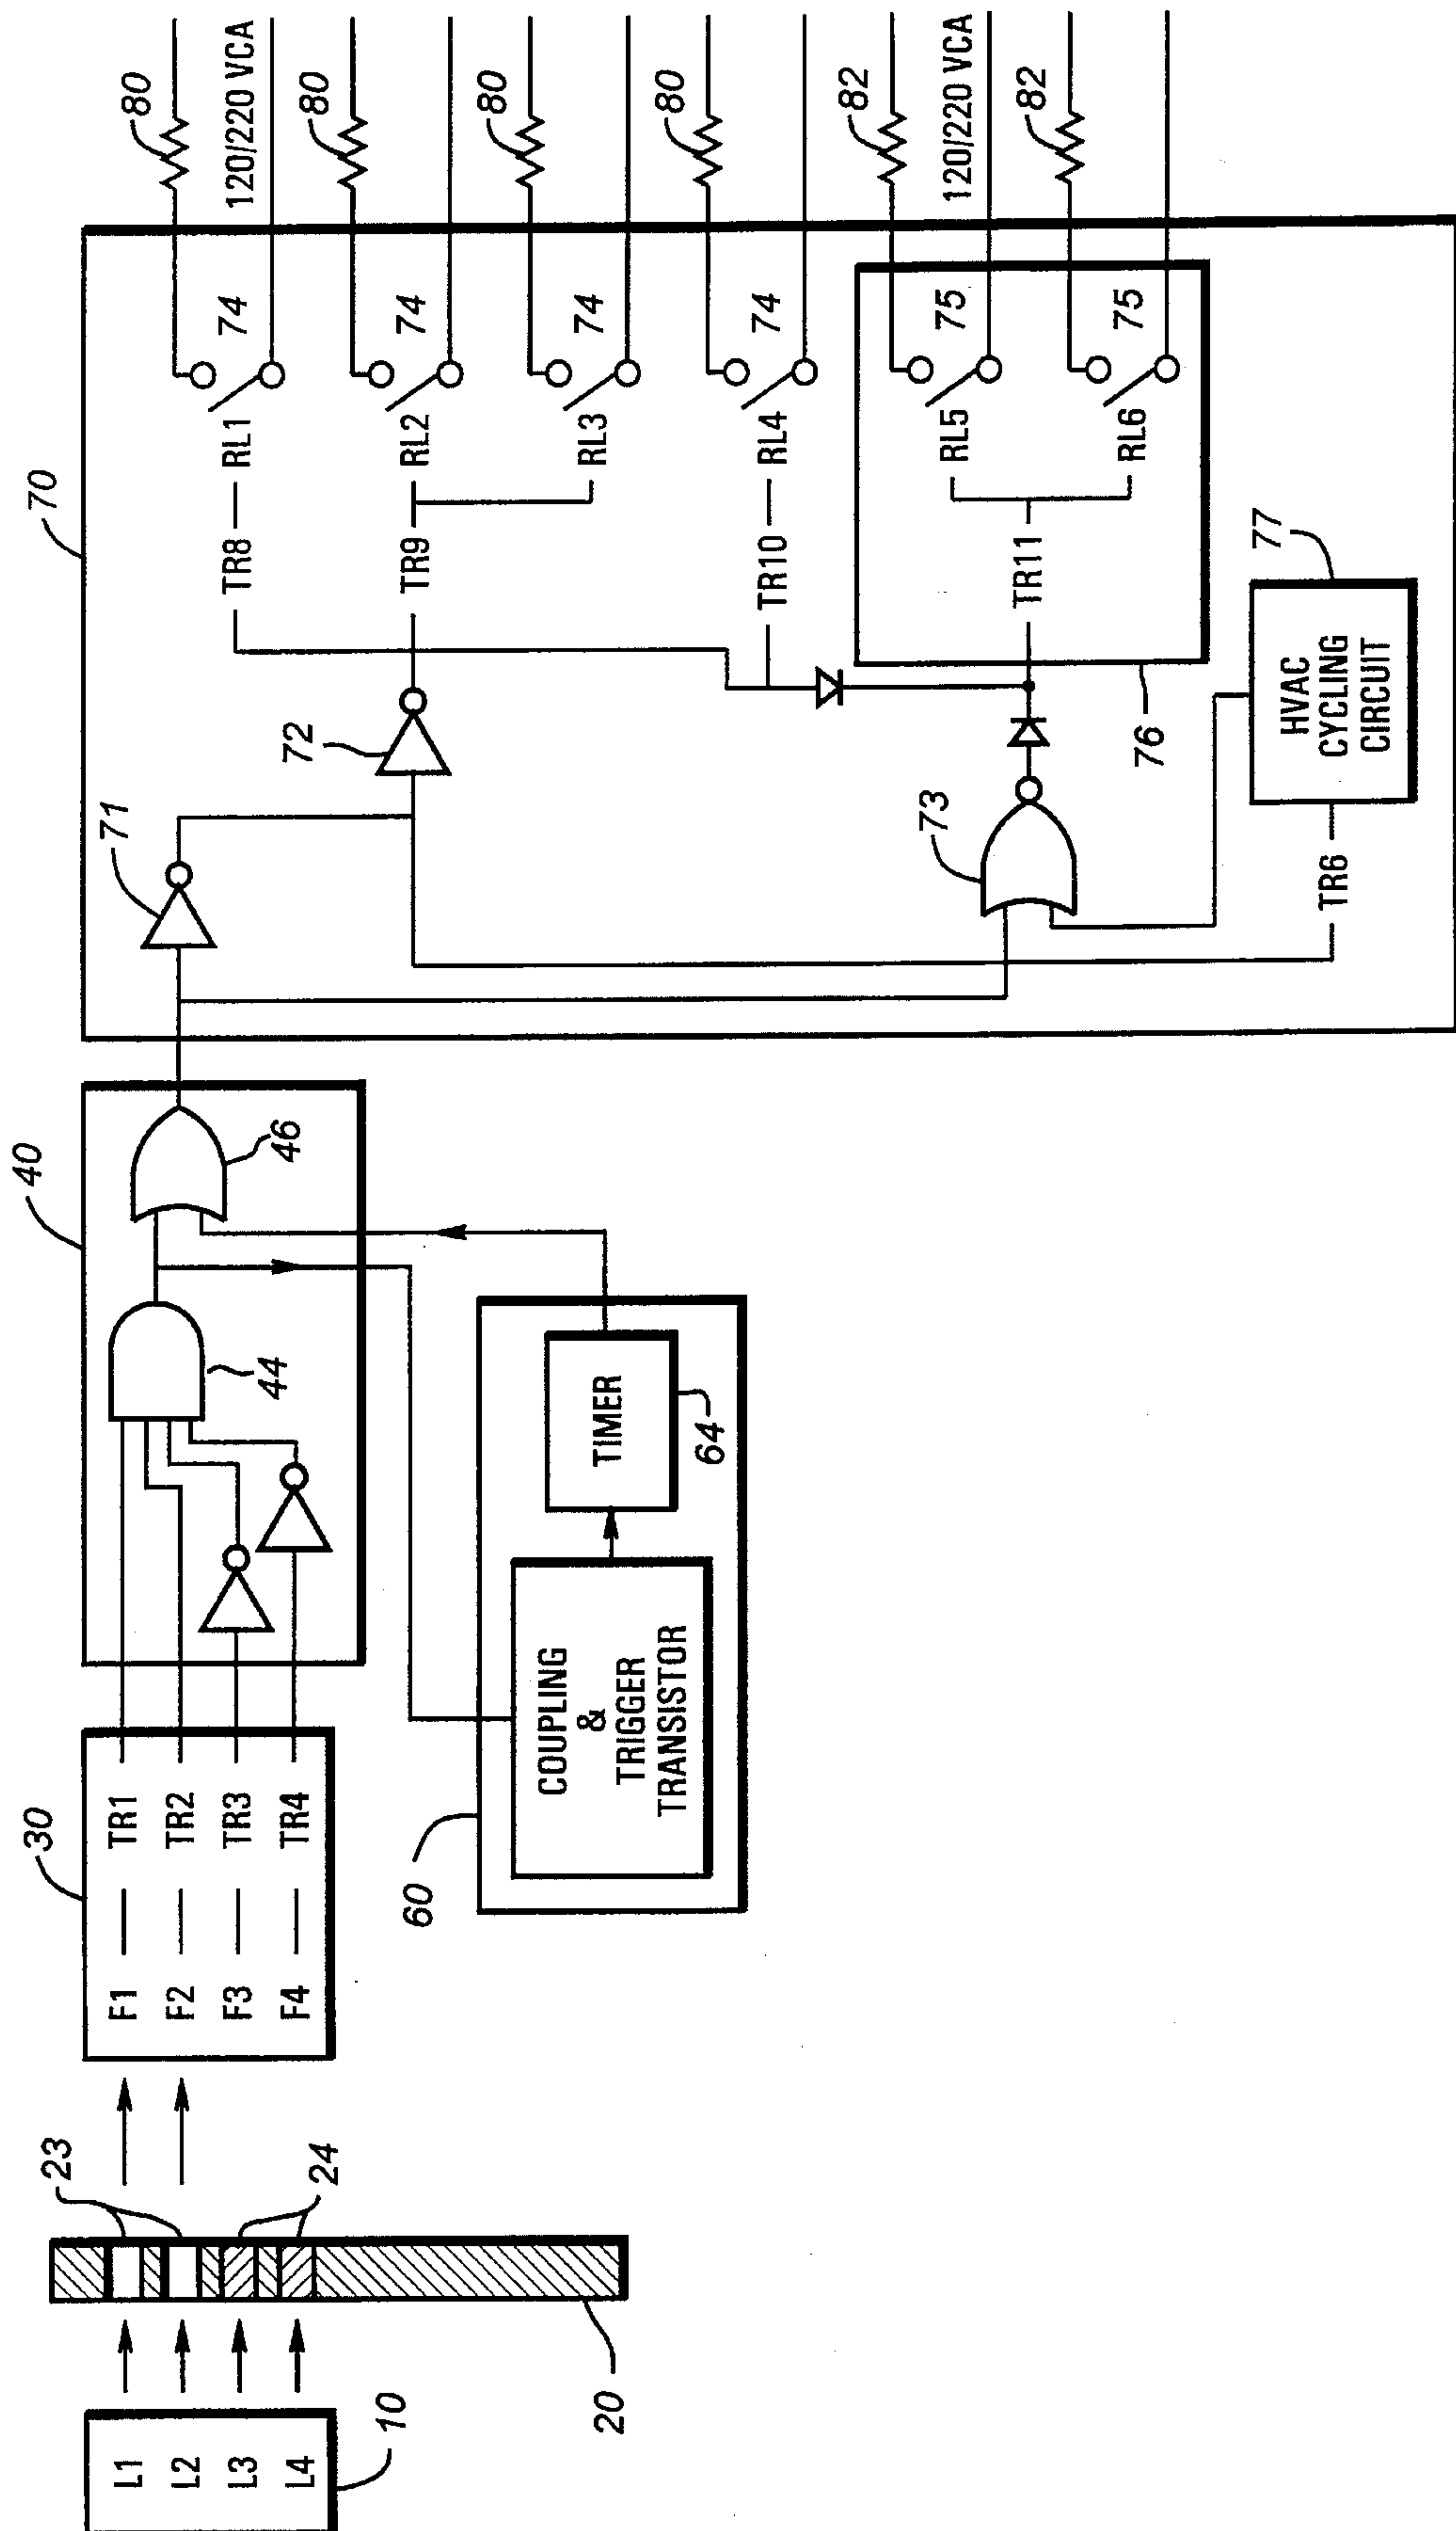 10
L1
L2
L3
L4
20
23
24
30
F1 — TR1
F2 — TR2
F3 — TR3
F4 — TR4
40
44
46
60
COUPLING
&
TRIGGER
TRANSISTOR
TIMER
64
70
71
72
73
TR8 — RL1
74
80
120/220 VCA
TR9 — RL2
74
80
RL3
74
80
TR10 — RL4
74
80
TR11
RL5
75
82
120/220 VCA
RL6
75
82
76
TR6
HVAC
CYCLING
CIRCUIT
77